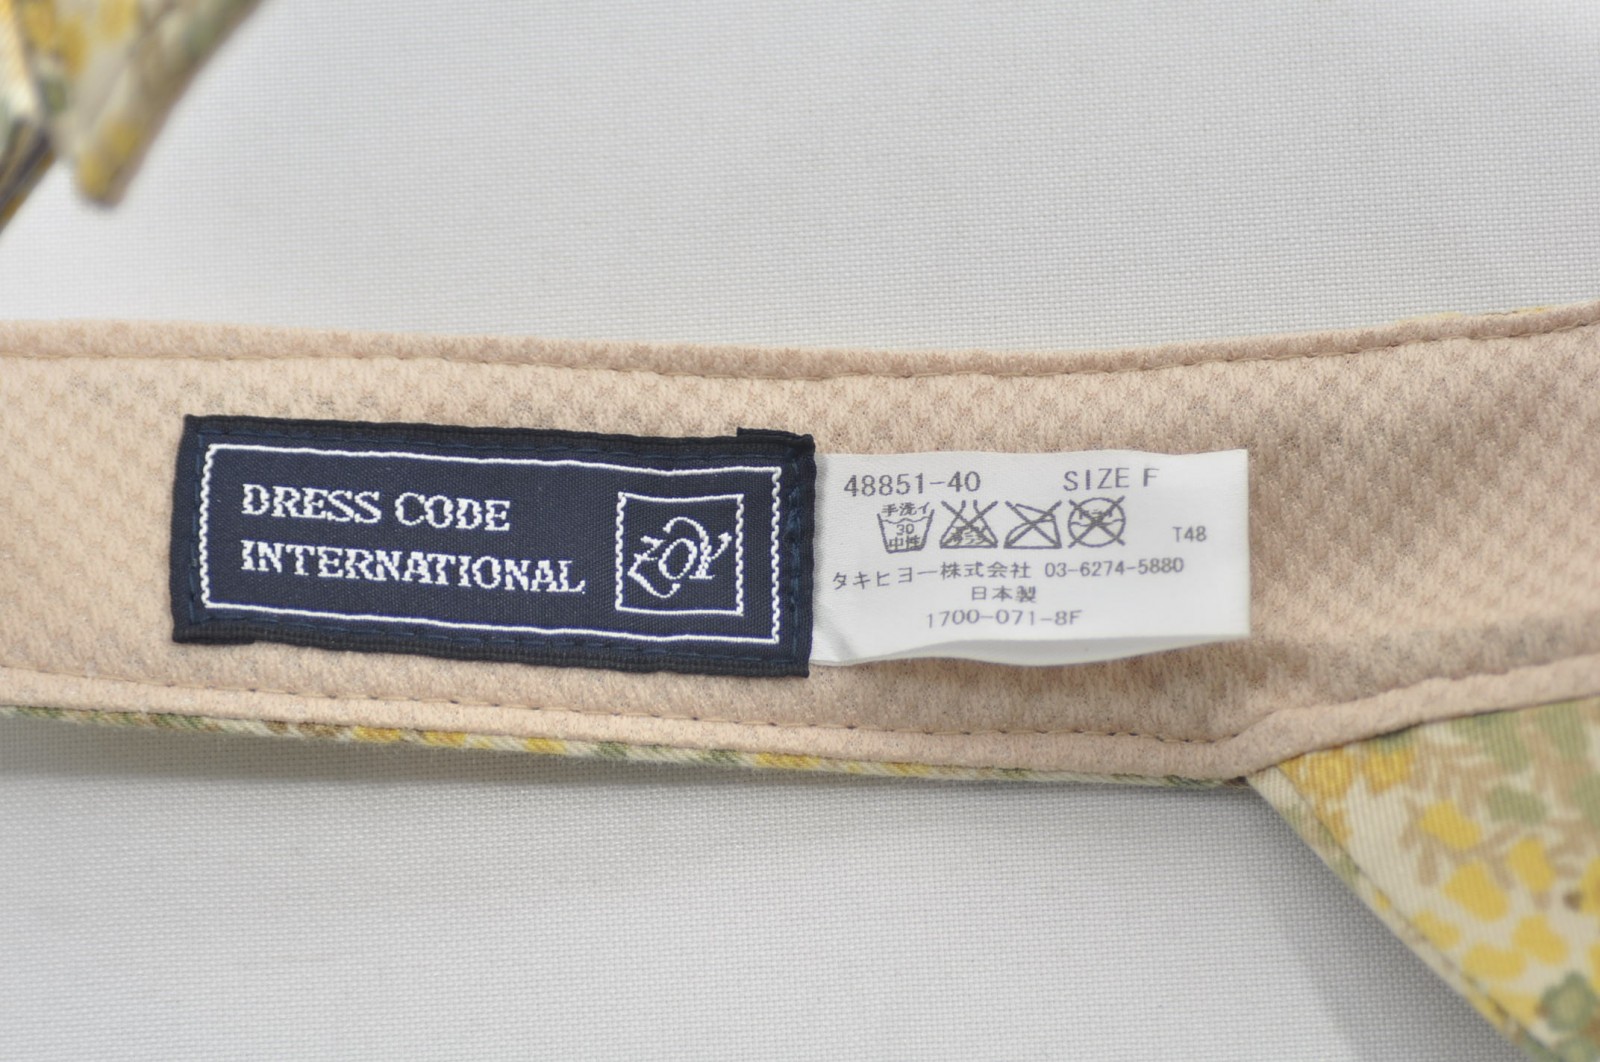 DRESS CODE
INTERNATIONAL
ZOY
48851-40 SIZE F
手洗イ
30
中性
T48
タキヒヨー株式会社 03-6274-5880
日本製
1700-071-8F